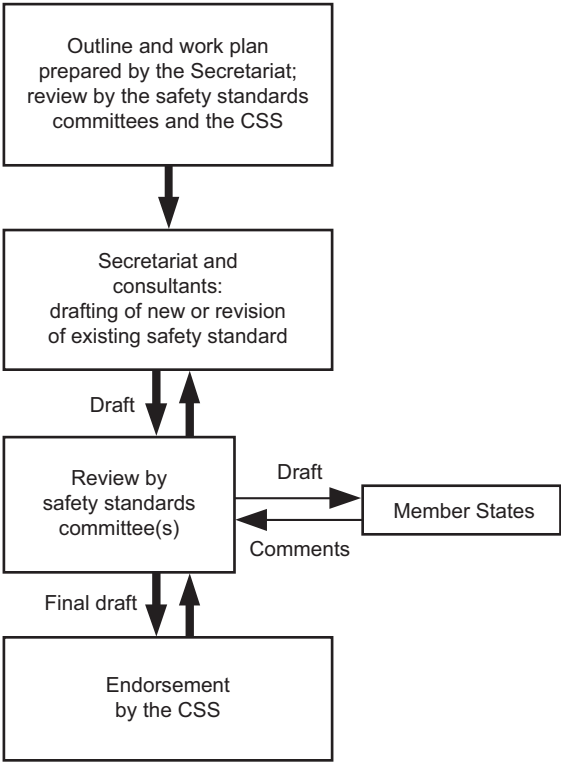 Outline and work plan
prepared by the Secretariat;
review by the safety standards
committees and the CSS
Secretariat and
consultants:
drafting of new or revision
of existing safety standard
Draft
Review by
safety standards
committee(s)
Draft
Member States
Comments
Final draft
Endorsement
by the CSS